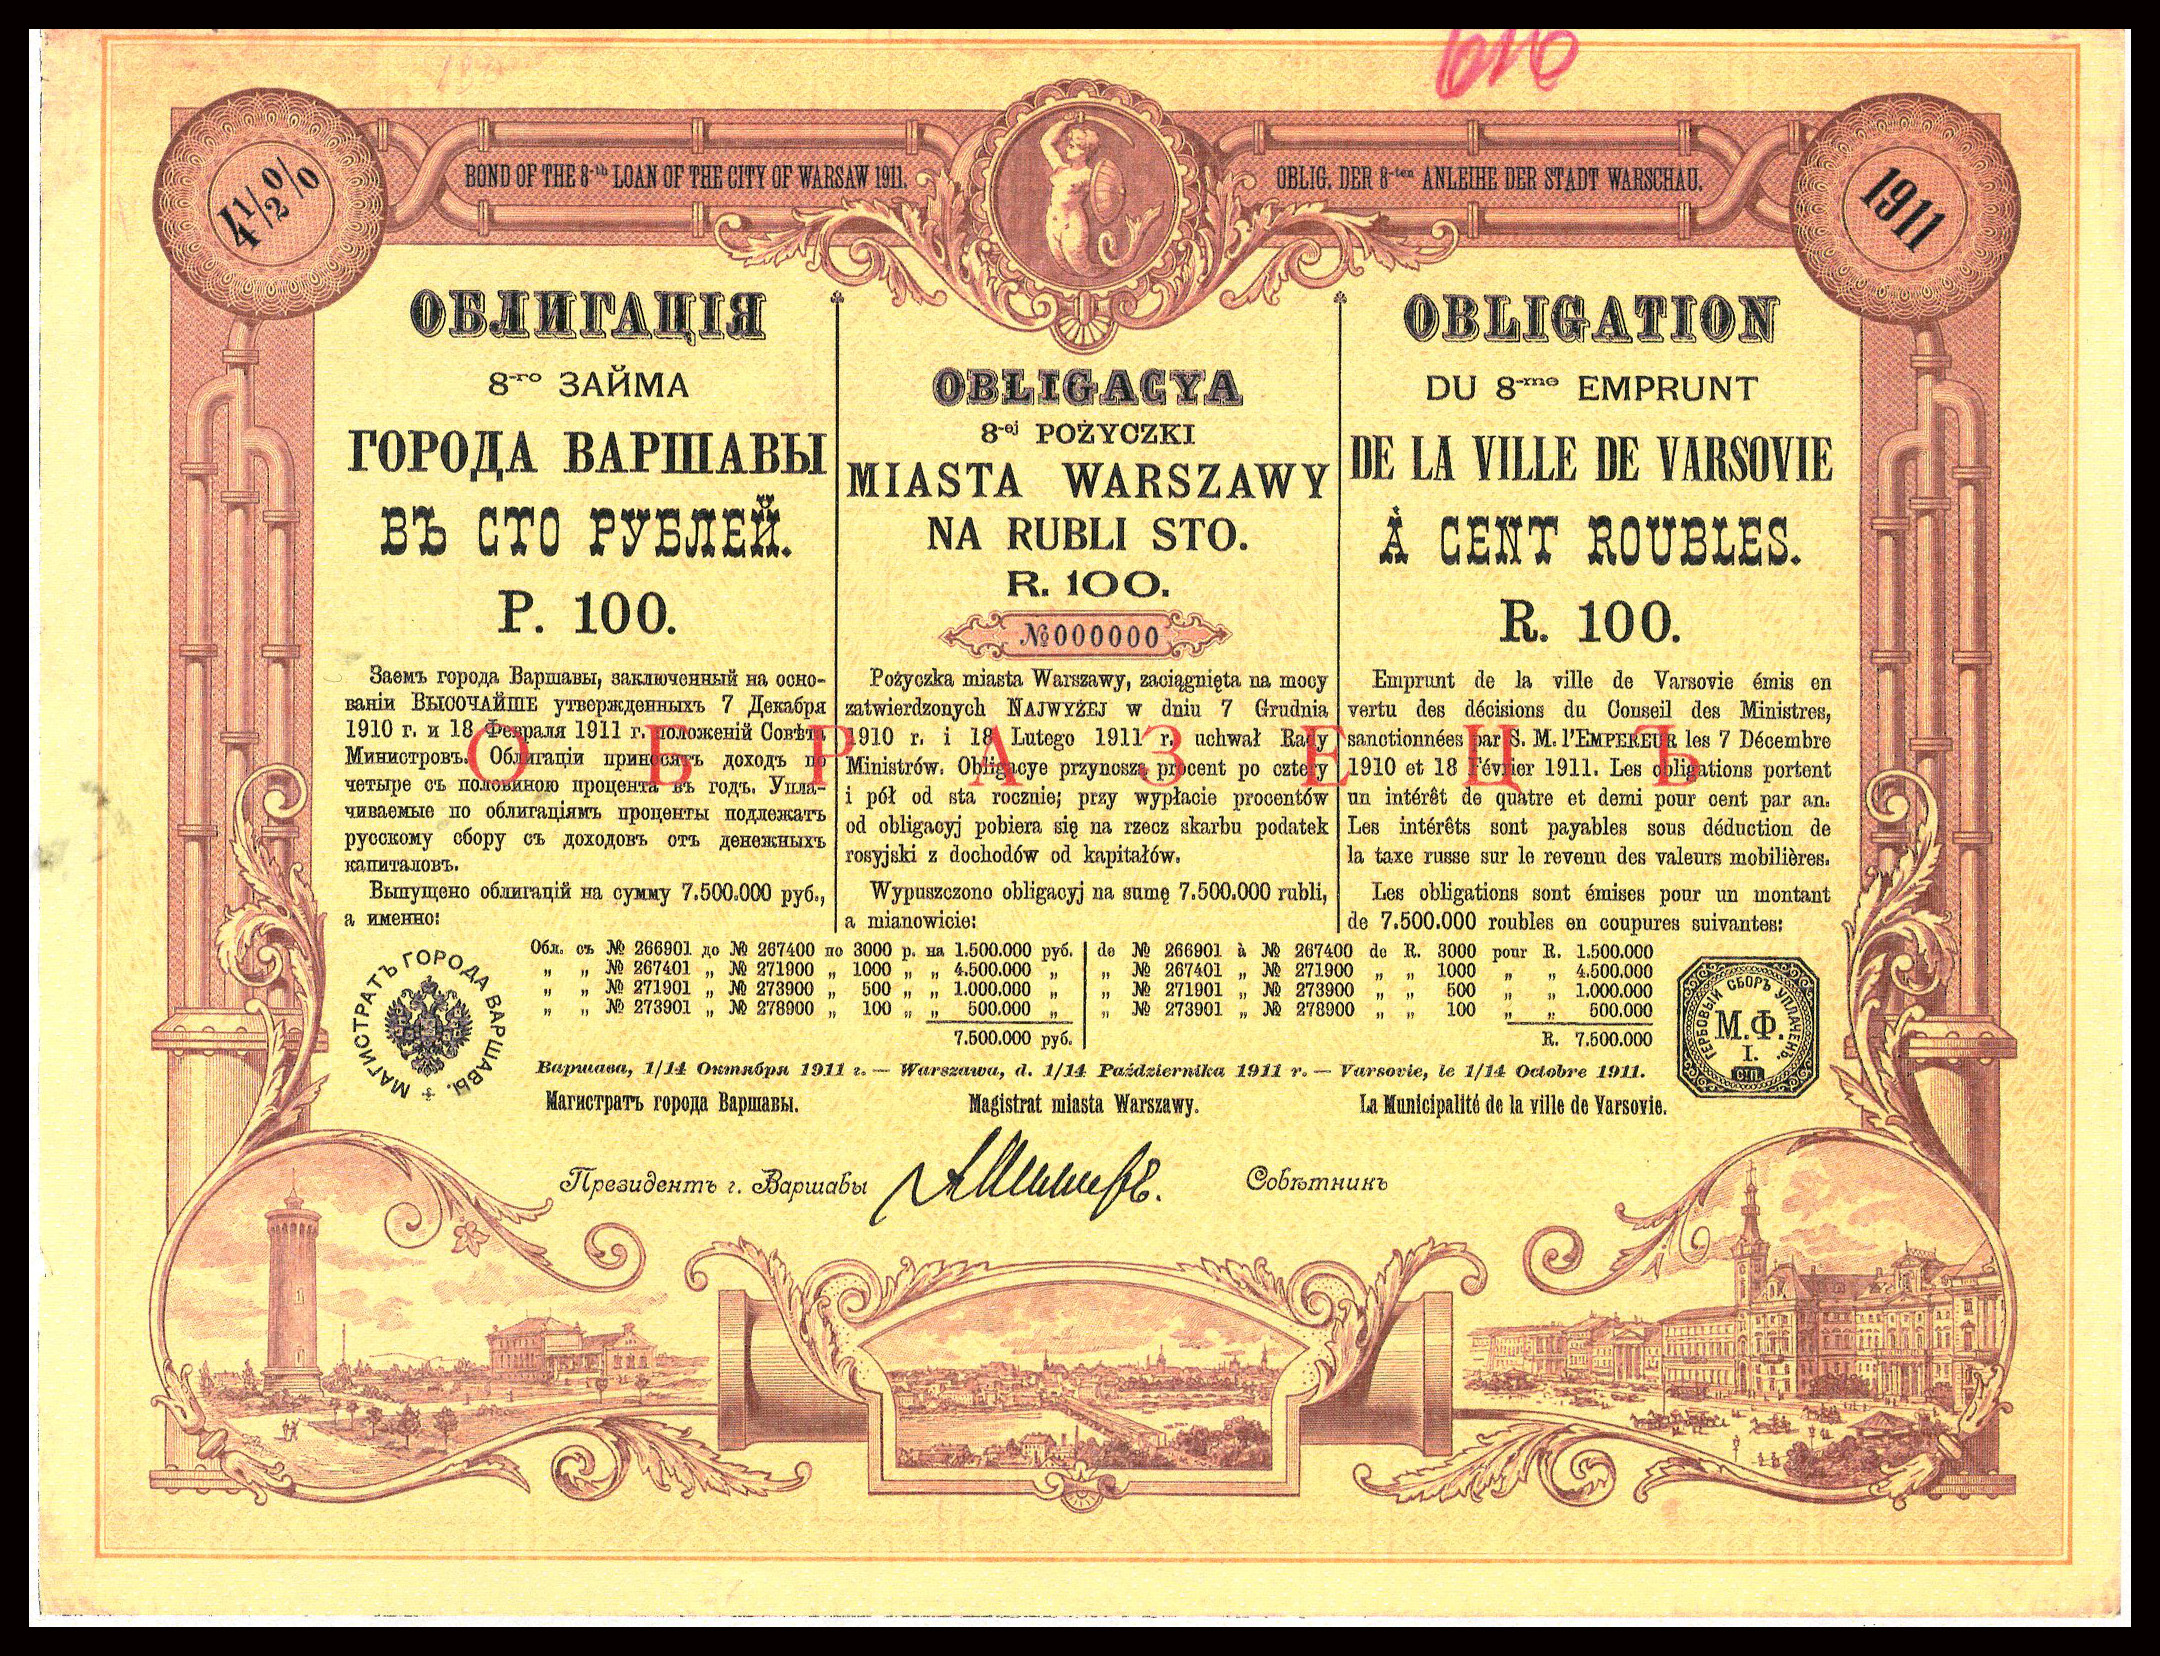 616
4½%
BOND OF THE 8-th LOAN OF THE CITY OF WARSAW 1911.
OBLIG. DER 8-ten ANLEIHE DER STADT WARSCHAU.
1911
ОБЛИГАЦІЯ
8-го ЗАЙМА
ГОРОДА ВАРШАВЫ
ВЪ СТО РУБЛЕЙ.
Р. 100.
Заемъ города Варшавы, заключенный на осно-
ваніи ВЫСОЧАЙШЕ утвержденныхъ 7 Декабря
1910 г. и 18 Февраля 1911 г. положеній Совѣта
Министровъ. Облигаціи приносятъ доходъ по
четыре съ половиною процента въ годъ. Упла-
чиваемые по облигаціямъ проценты подлежатъ
русскому сбору съ доходовъ отъ денежныхъ
капиталовъ.
Выпущено облигацій на сумму 7.500.000 руб.,
а именно:
OBLIGACYA
8-ej POŻYCZKI
MIASTA WARSZAWY
NA RUBLI STO.
R. 100.
№ 000000
Pożyczka miasta Warszawy, zaciągnięta na mocy
zatwierdzonych NAJWYŻEJ w dniu 7 Grudnia
1910 r. i 18 Lutego 1911 r. uchwał Rady
Ministrów. Obligacye przynoszą procent po cztery
i pół od sta rocznie; przy wypłacie procentów
od obligacyj pobiera się na rzecz skarbu podatek
rosyjski z dochodów od kapitałów.
Wypuszczono obligacyj na sumę 7.500.000 rubli,
a mianowicie:
OBLIGATION
DU 8-me EMPRUNT
DE LA VILLE DE VARSOVIE
À CENT ROUBLES.
R. 100.
Emprunt de la ville de Varsovie émis en
vertu des décisions du Conseil des Ministres,
sanctionnées par S. M. l'EMPEREUR les 7 Décembre
1910 et 18 Février 1911. Les obligations portent
un intérêt de quatre et demi pour cent par an.
Les intérêts sont payables sous déduction de
la taxe russe sur le revenu des valeurs mobilières.
Les obligations sont émises pour un montant
de 7.500.000 roubles en coupures suivantes:
ОБРАЗЕЦЪ
Обл. съ № 266901 до № 267400 по 3000 р. на 1.500.000 руб.
„ „ № 267401 „ № 271900 „ 1000 „ „ 4.500.000 „
„ „ № 271901 „ № 273900 „ 500 „ „ 1.000.000 „
„ „ № 273901 „ № 278900 „ 100 „ „ 500.000 „
7.500.000 руб.
de № 266901 à № 267400 de R. 3000 pour R. 1.500.000
„ № 267401 „ № 271900 „ „ 1000 „ „ 4.500.000
„ № 271901 „ № 273900 „ „ 500 „ „ 1.000.000
„ № 273901 „ № 278900 „ „ 100 „ „ 500.000
R. 7.500.000
МАГИСТРАТЪ ГОРОДА ВАРШАВЫ.
ГЕРБОВЫЙ СБОРЪ УПЛАЧЕНЪ.
М.Ф.
I.
СП.
Варшава, 1/14 Октября 1911 г. — Warszawa, d. 1/14 Października 1911 r. — Varsovie, le 1/14 Octobre 1911.
Магистратъ города Варшавы.
Magistrat miasta Warszawy.
La Municipalité de la ville de Varsovie.
Президентъ г. Варшавы
Совѣтникъ